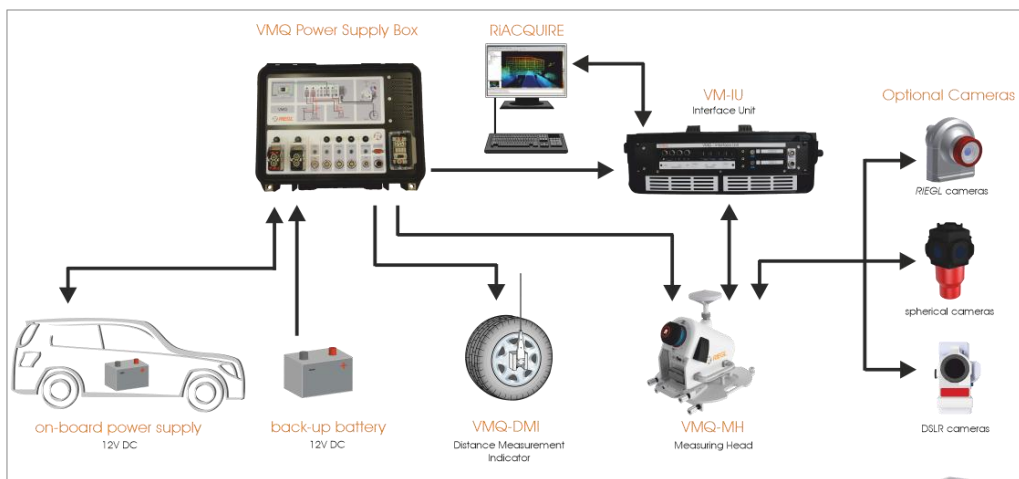 VMQ Power Supply Box
RiACQUIRE
VM-IU
Interface Unit
Optional Cameras
RIEGL cameras
spherical cameras
DSLR cameras
on-board power supply
12V DC
back-up battery
12V DC
VMQ-DMI
Distance Measurement
Indicator
VMQ-MH
Measuring Head
RIEGL